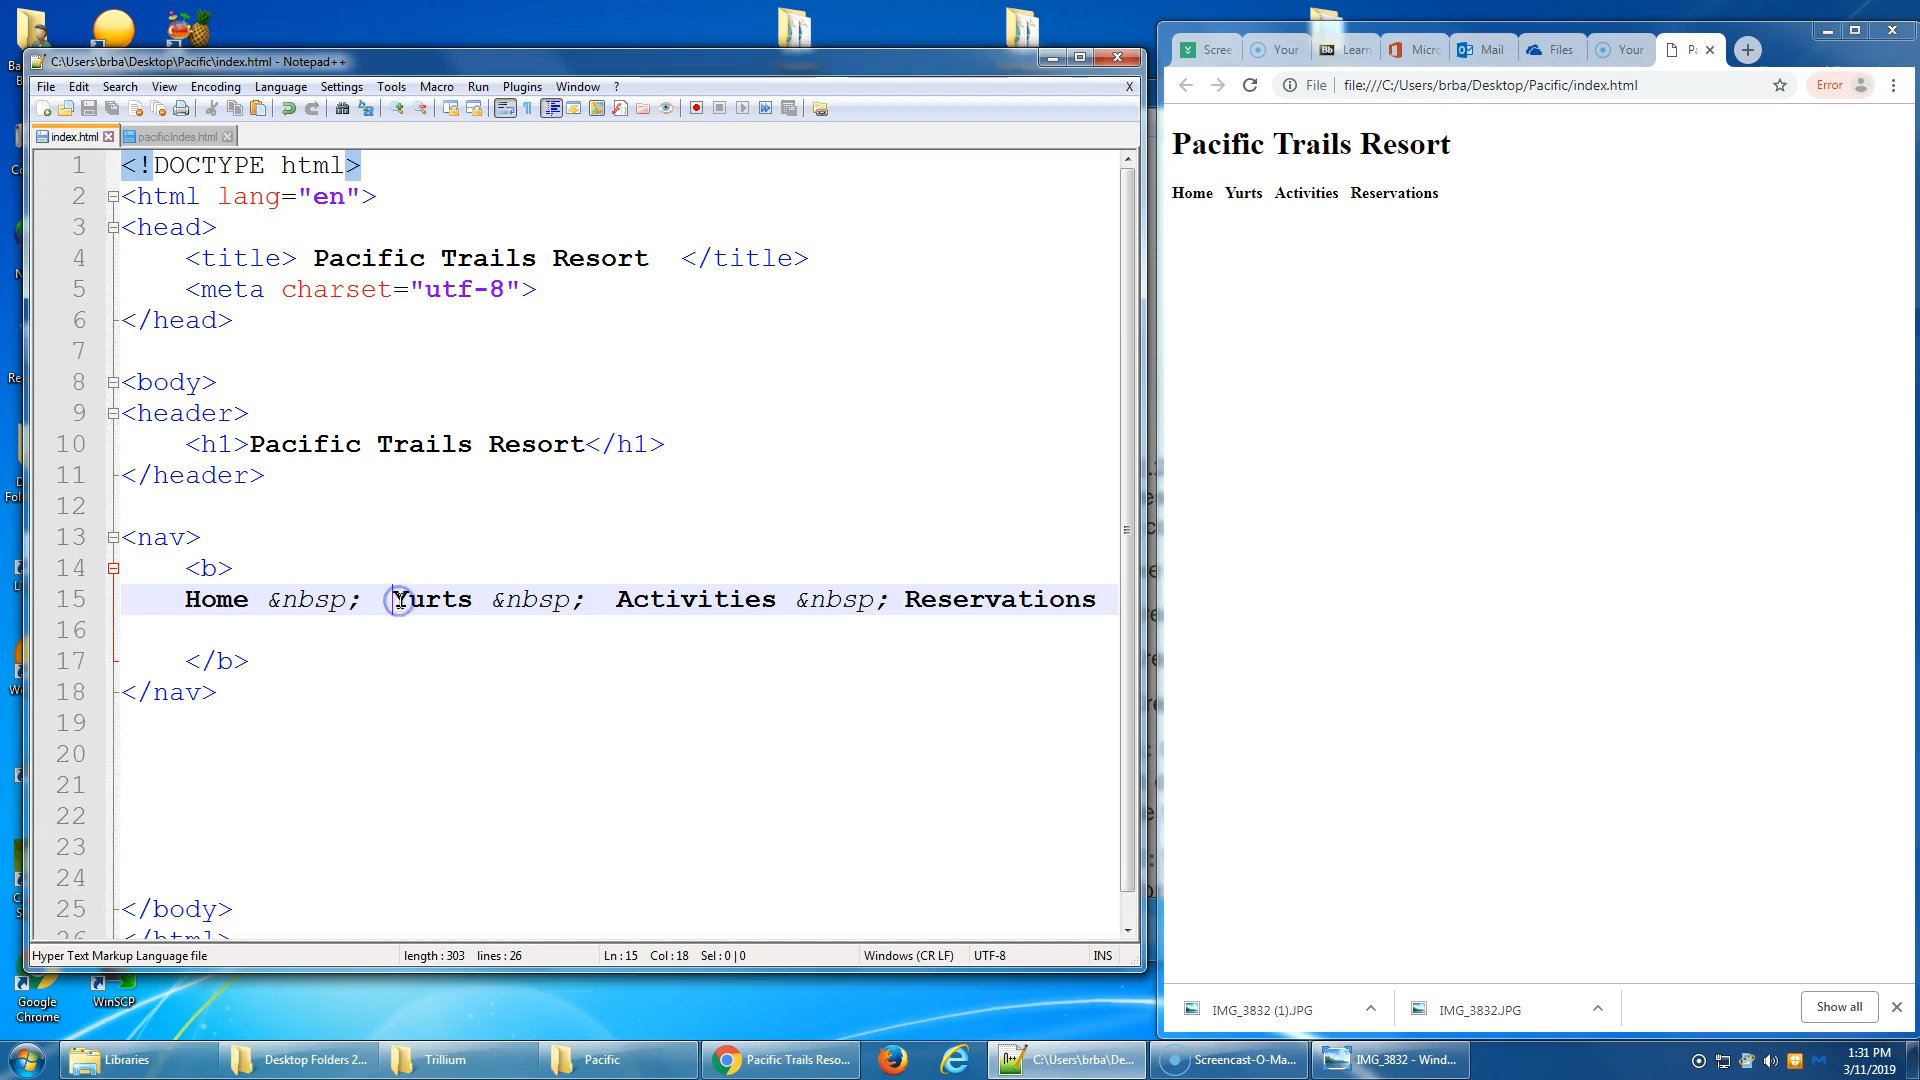 C:\Users\brba\Desktop\Pacific\index.html - Notepad++
File Edit Search View Encoding Language Settings Tools Macro Run Plugins Window ? X
index.html pacificIndes.html
1 <!DOCTYPE html>
2 <html lang="en">
3 <head>
4 <title> Pacific Trails Resort </title>
5 <meta charset="utf-8">
6 </head>
7
8 <body>
9 <header>
10 <h1>Pacific Trails Resort</h1>
11 </header>
12
13 <nav>
14 <b>
15 Home &nbsp; Yurts &nbsp; Activities &nbsp; Reservations
16
17 </b>
18 </nav>
19
20
21
22
23
24
25 </body>
26 </html>
Hyper Text Markup Language file length : 303 lines : 26 Ln : 15 Col : 18 Sel : 0 | 0 Windows (CR LF) UTF-8 INS
Scree Your Bb Learn Micr Mail Files Your Pa
File file:///C:/Users/brba/Desktop/Pacific/index.html Error
Pacific Trails Resort
Home Yurts Activities Reservations
IMG_3832 (1).JPG IMG_3832.JPG Show all
Google Chrome
WinSCP
Libraries Desktop Folders 2... Trillium Pacific Pacific Trails Reso... C:\Users\brba\De... Screencast-O-Ma... IMG_3832 - Wind...
1:31 PM
3/11/2019